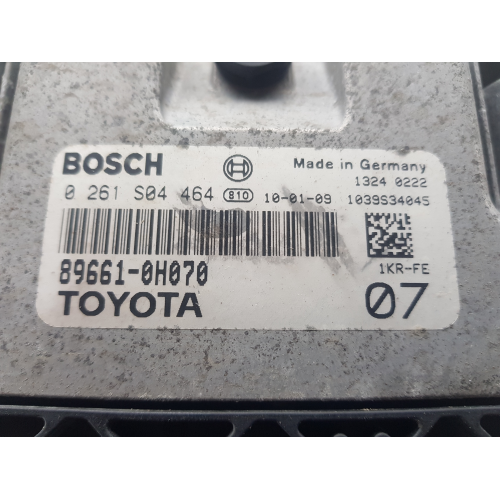 BOSCH
Made in Germany
1324 0222
0 261 S04 464 810 10-01-09 1039S34045
89661-0H070
1KR-FE
TOYOTA
07